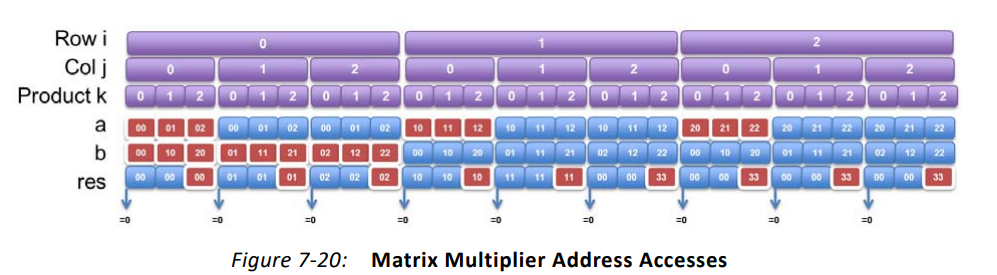 Row i 0 1 2
Col j 0 1 2 0 1 2 0 1 2
Product k 0 1 2 0 1 2 0 1 2 0 1 2 0 1 2 0 1 2 0 1 2 0 1 2 0 1 2
a 00 01 02 00 01 02 00 01 02 10 11 12 10 11 12 10 11 12 20 21 22 20 21 22 20 21 22
b 00 10 20 01 11 21 02 12 22 00 10 20 01 11 21 02 12 22 00 10 20 01 11 21 02 12 22
res 00 00 00 01 01 01 02 02 02 10 10 10 11 11 11 00 00 33 00 00 33 00 00 33 00 00 33
=0 =0 =0 =0 =0 =0 =0 =0 =0
Figure 7-20: Matrix Multiplier Address Accesses